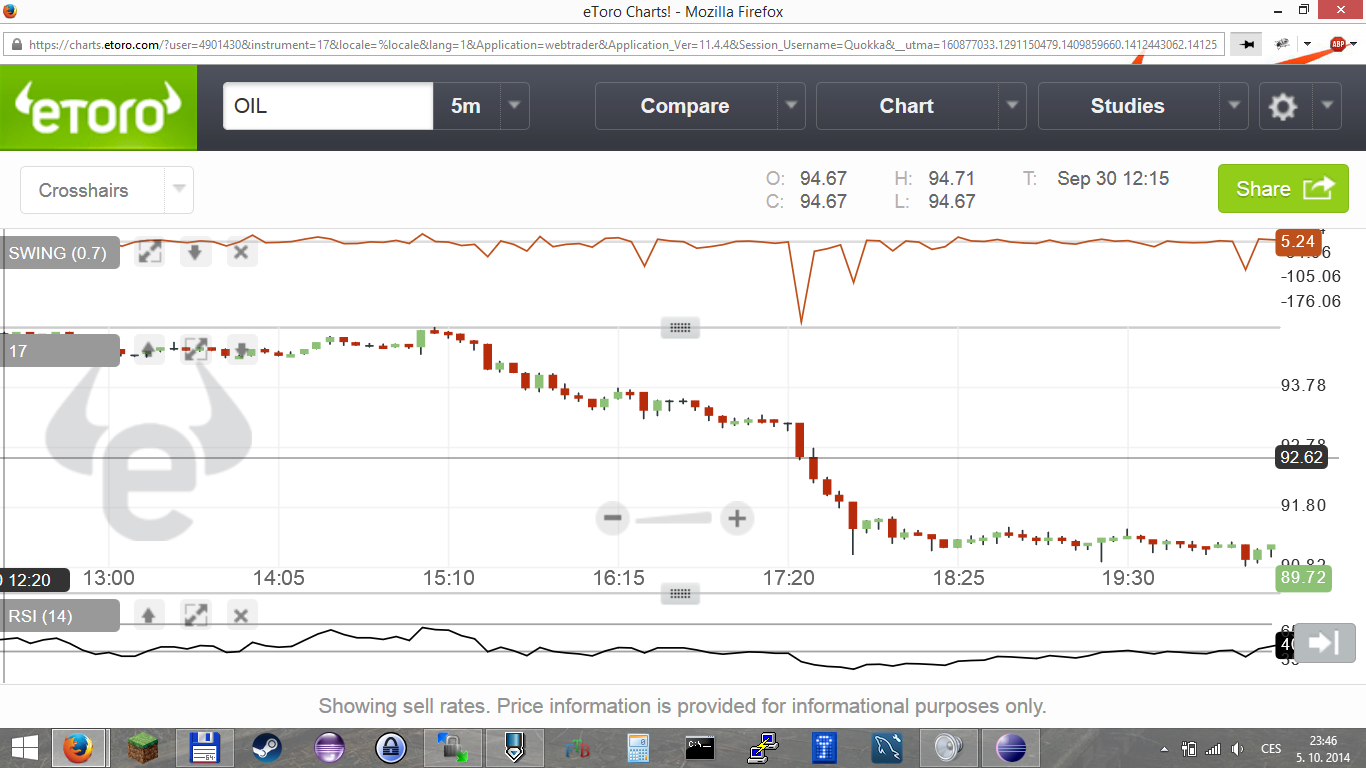 eToro Charts! - Mozilla Firefox
https://charts.etoro.com/?user=4901430&instrument=17&locale=%locale&lang=1&Application=webtrader&Application_Ver=11.4.4&Session_Username=Quokka&__utma=160877033.1291150479.1409859660.1412443062.14125
ABP
eToro
OIL 5m Compare Chart Studies
Crosshairs
O: 94.67 H: 94.71 T: Sep 30 12:15
C: 94.67 L: 94.67
Share
SWING (0.7)
5.24
-105.06
-176.06
17
93.78
92.62
91.80
89.72
0 12:20 13:00 14:05 15:10 16:15 17:20 18:25 19:30
RSI (14)
40
Showing sell rates. Price information is provided for informational purposes only.
-64-
C:\_
CES
23:46
5. 10. 2014